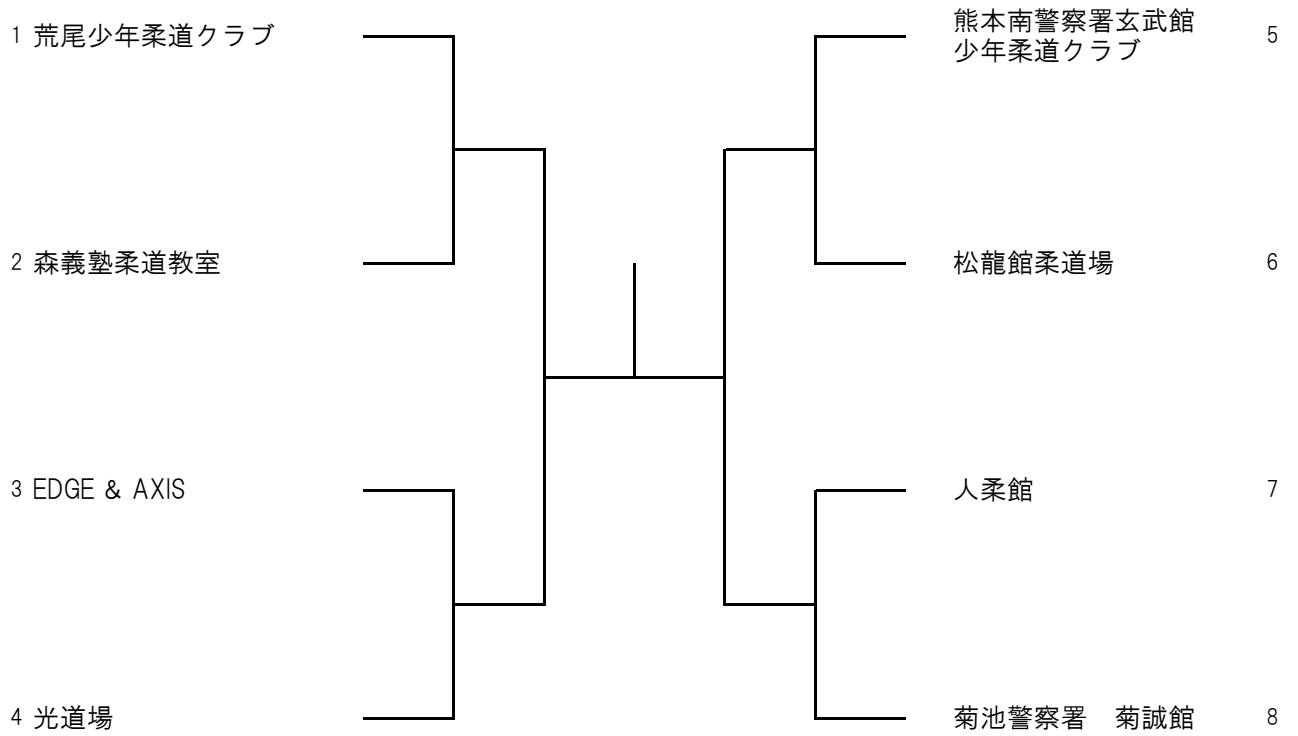 1 荒尾少年柔道クラブ
2 森義塾柔道教室
3 EDGE & AXIS
4 光道場
熊本南警察署玄武館 5
少年柔道クラブ
松龍館柔道場 6
人柔館 7
菊池警察署　菊誠館 8